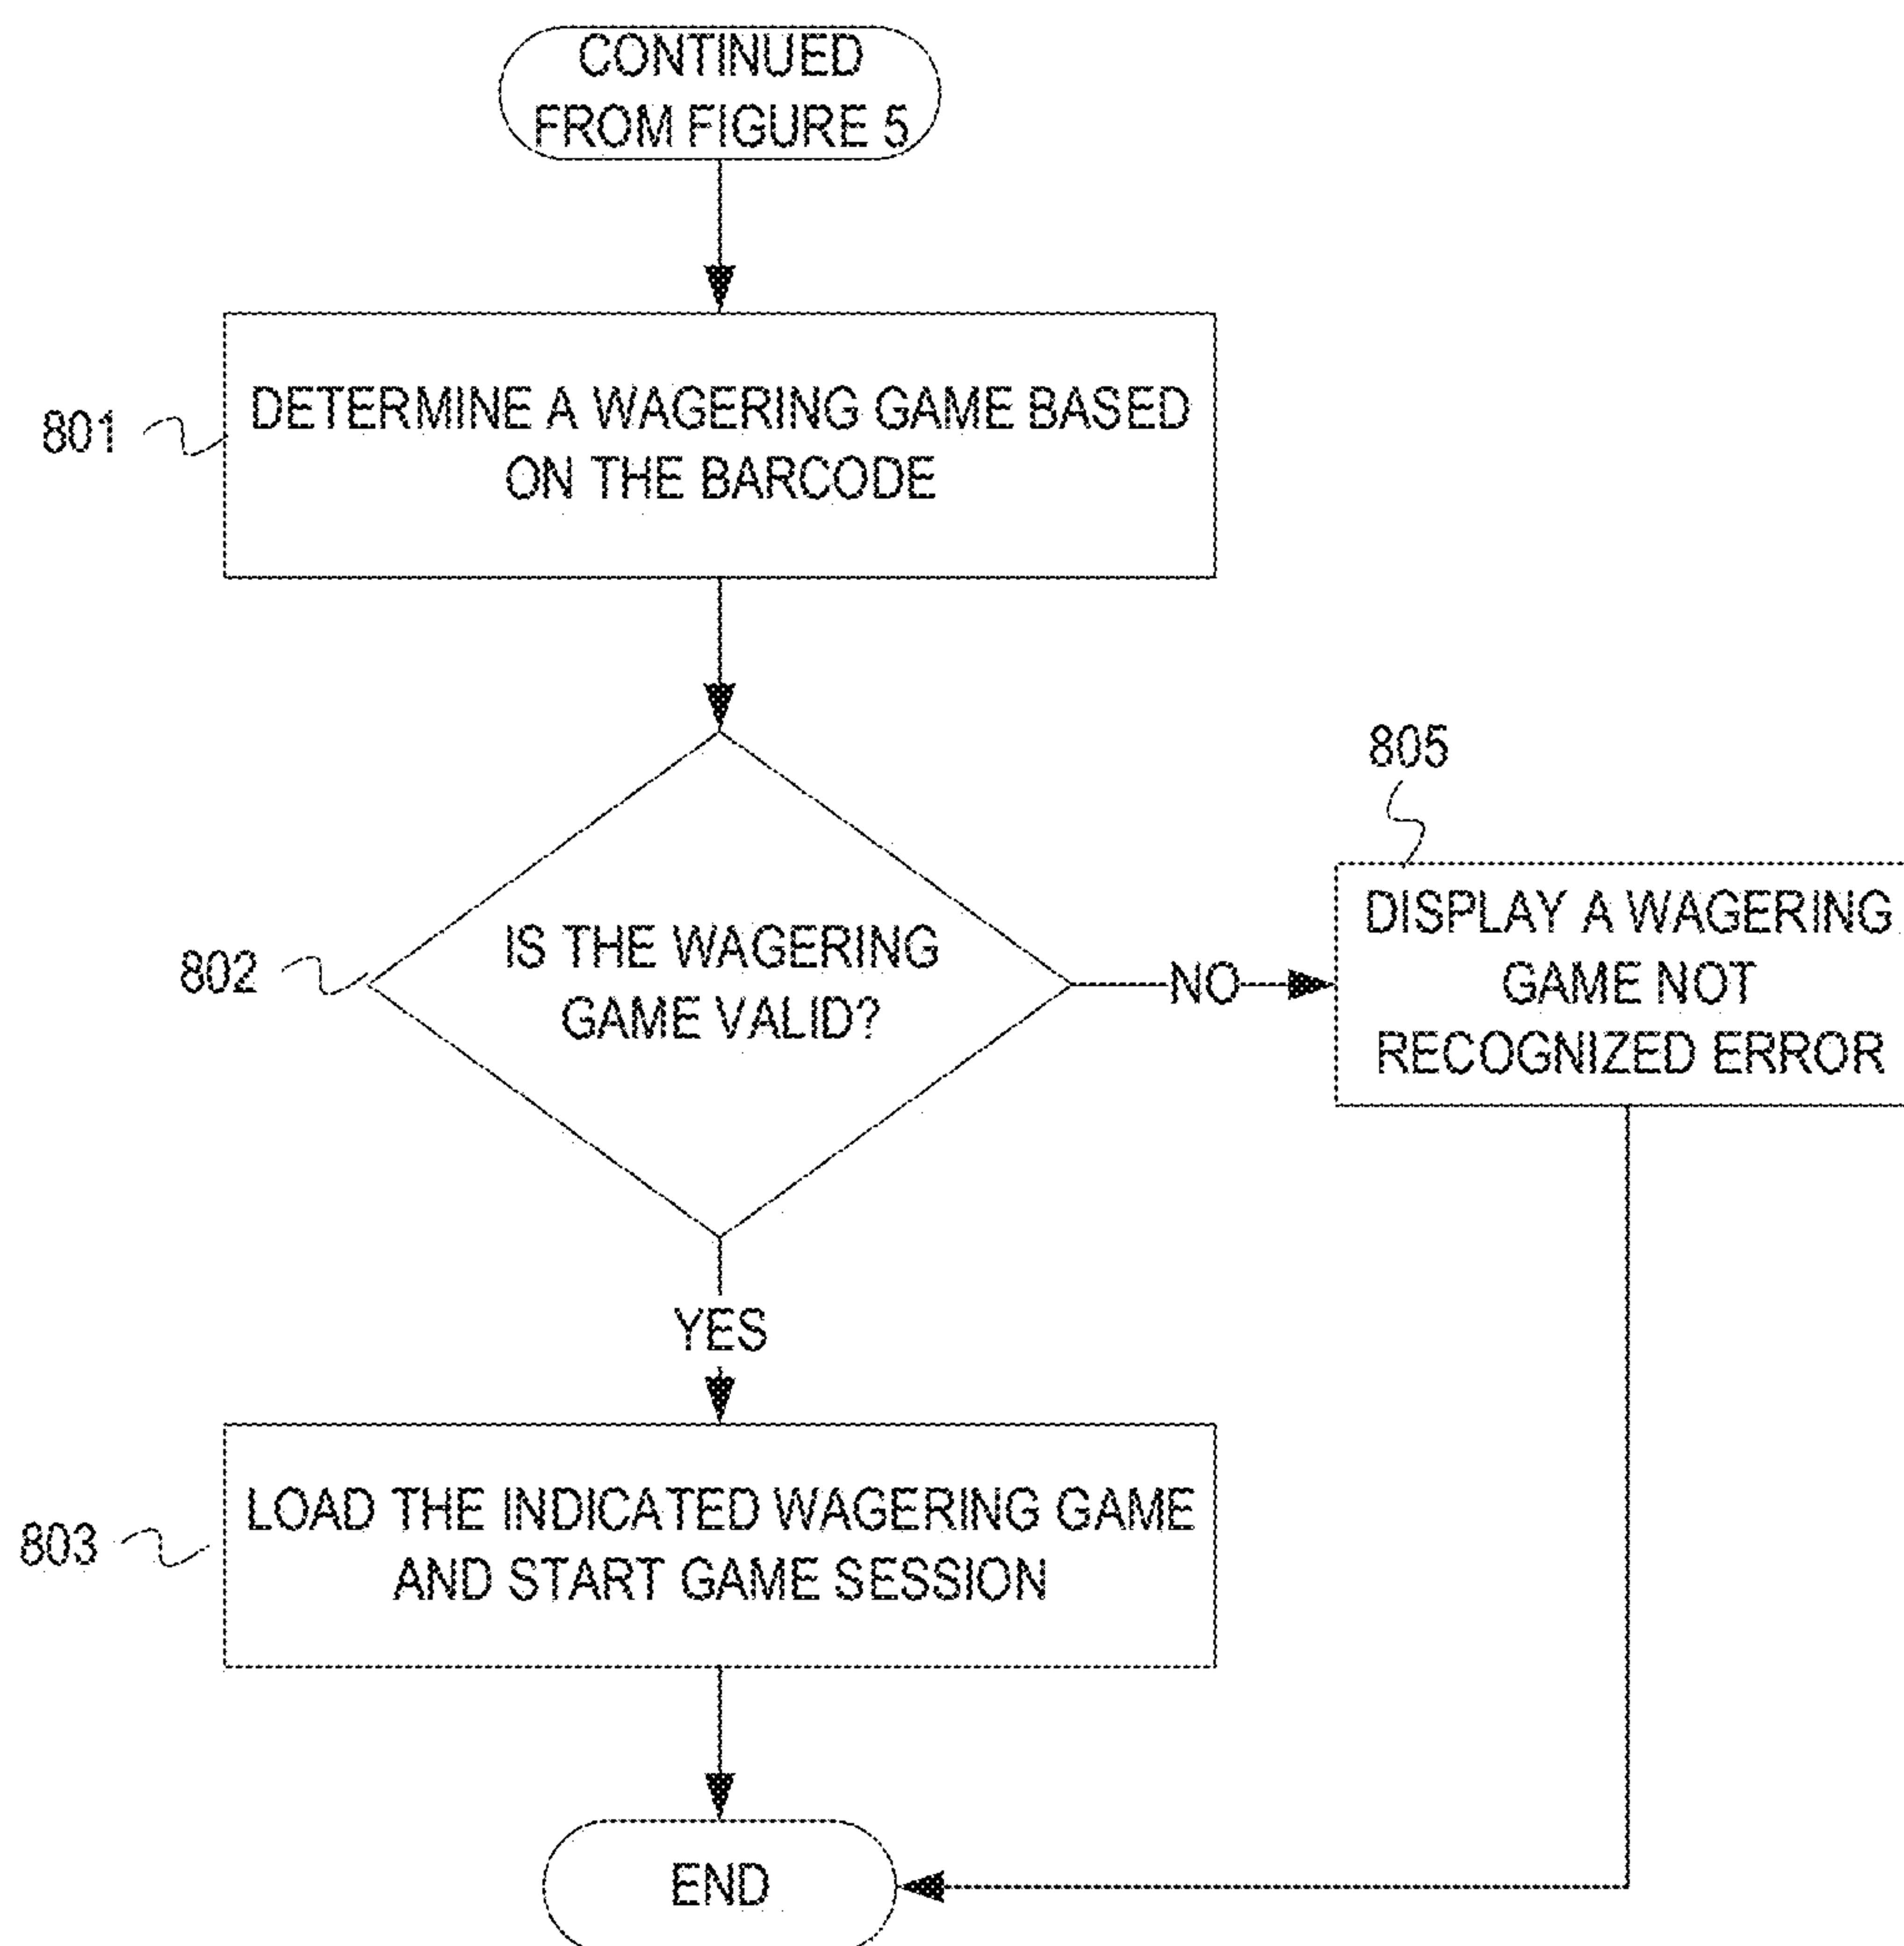 CONTINUED
FROM FIGURE 5
801
DETERMINE A WAGERING GAME BASED
ON THE BARCODE
802
IS THE WAGERING
GAME VALID?
NO
805
DISPLAY A WAGERING
GAME NOT
RECOGNIZED ERROR
YES
803
LOAD THE INDICATED WAGERING GAME
AND START GAME SESSION
END